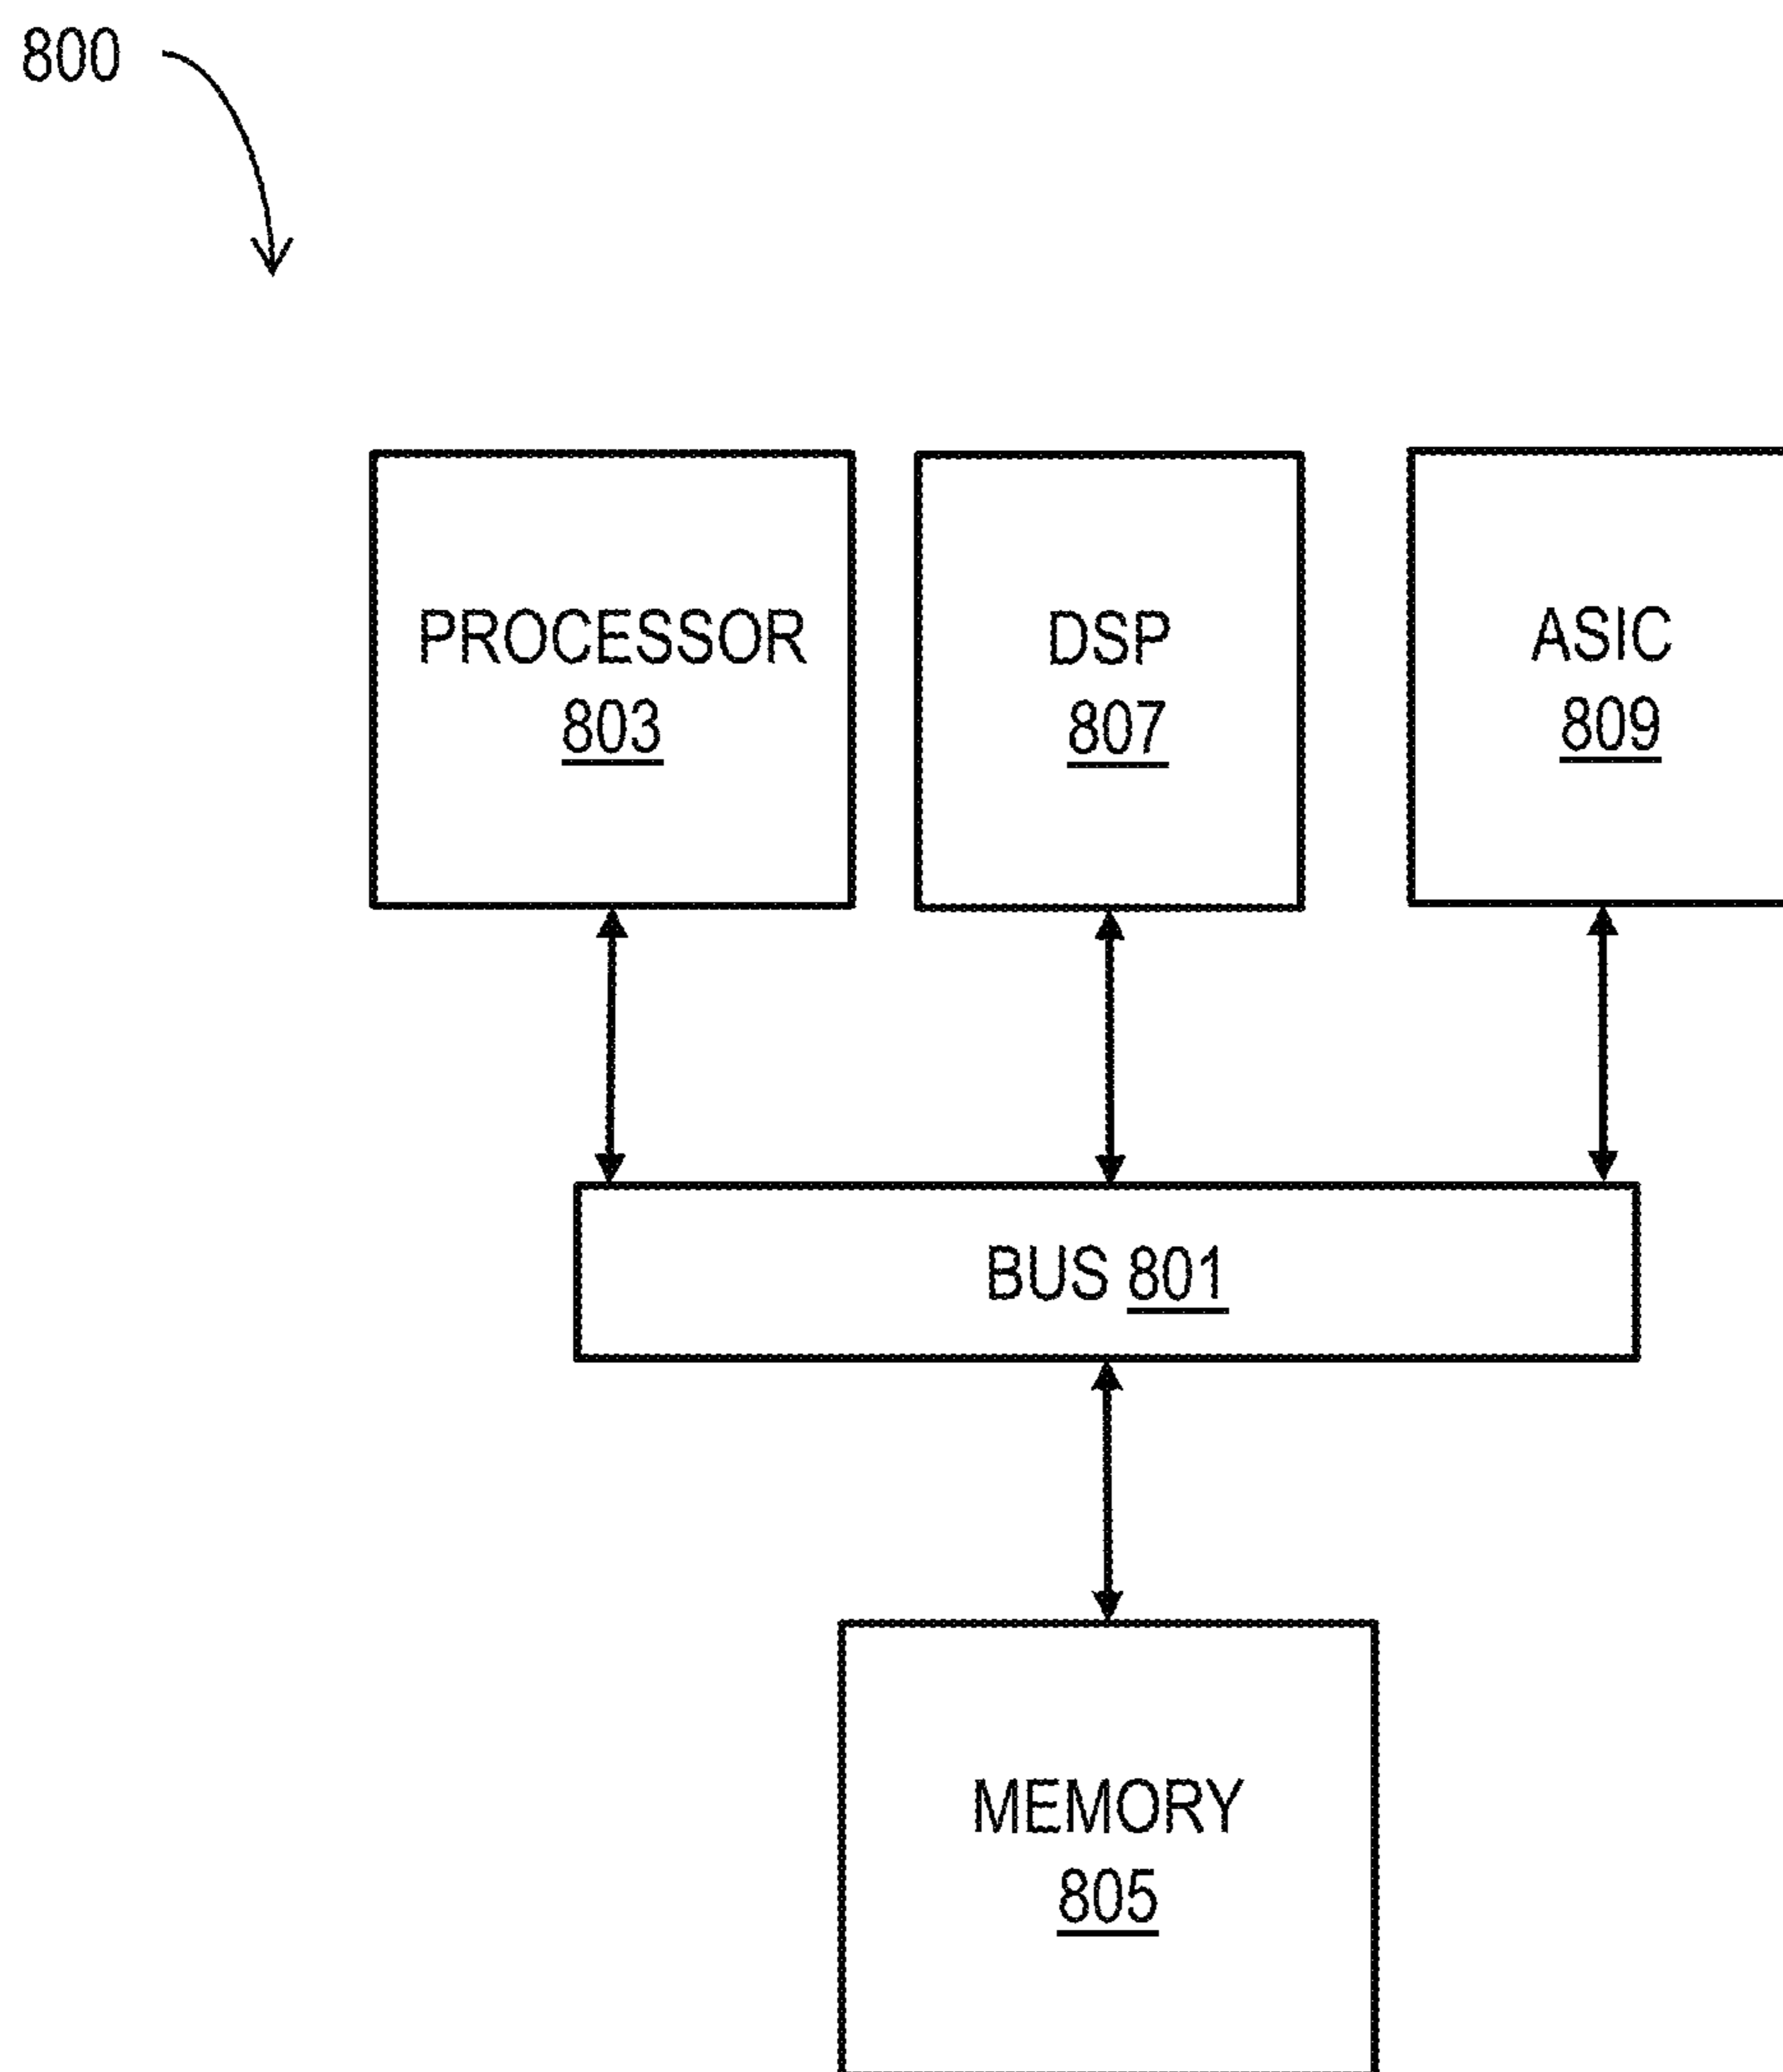 800
PROCESSOR
803
DSP
807
ASIC
809
BUS 801
MEMORY
805